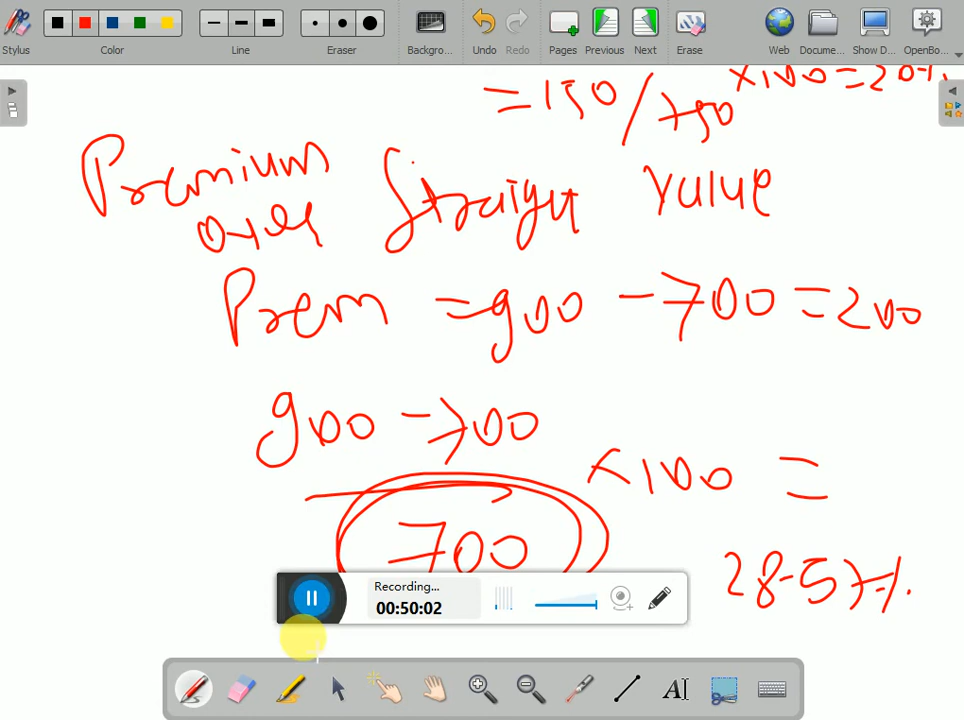 Stylus
Color
Line
Eraser
Backgro...
Undo
Redo
Pages
Previous
Next
Erase
Web
Docume...
Show D...
OpenBo...
=150/750 ×100=20%
Premium over Straight Value
Prem =900 -700 =200
900 -700
×100 =
700
28.57%
Recording...
00:50:02